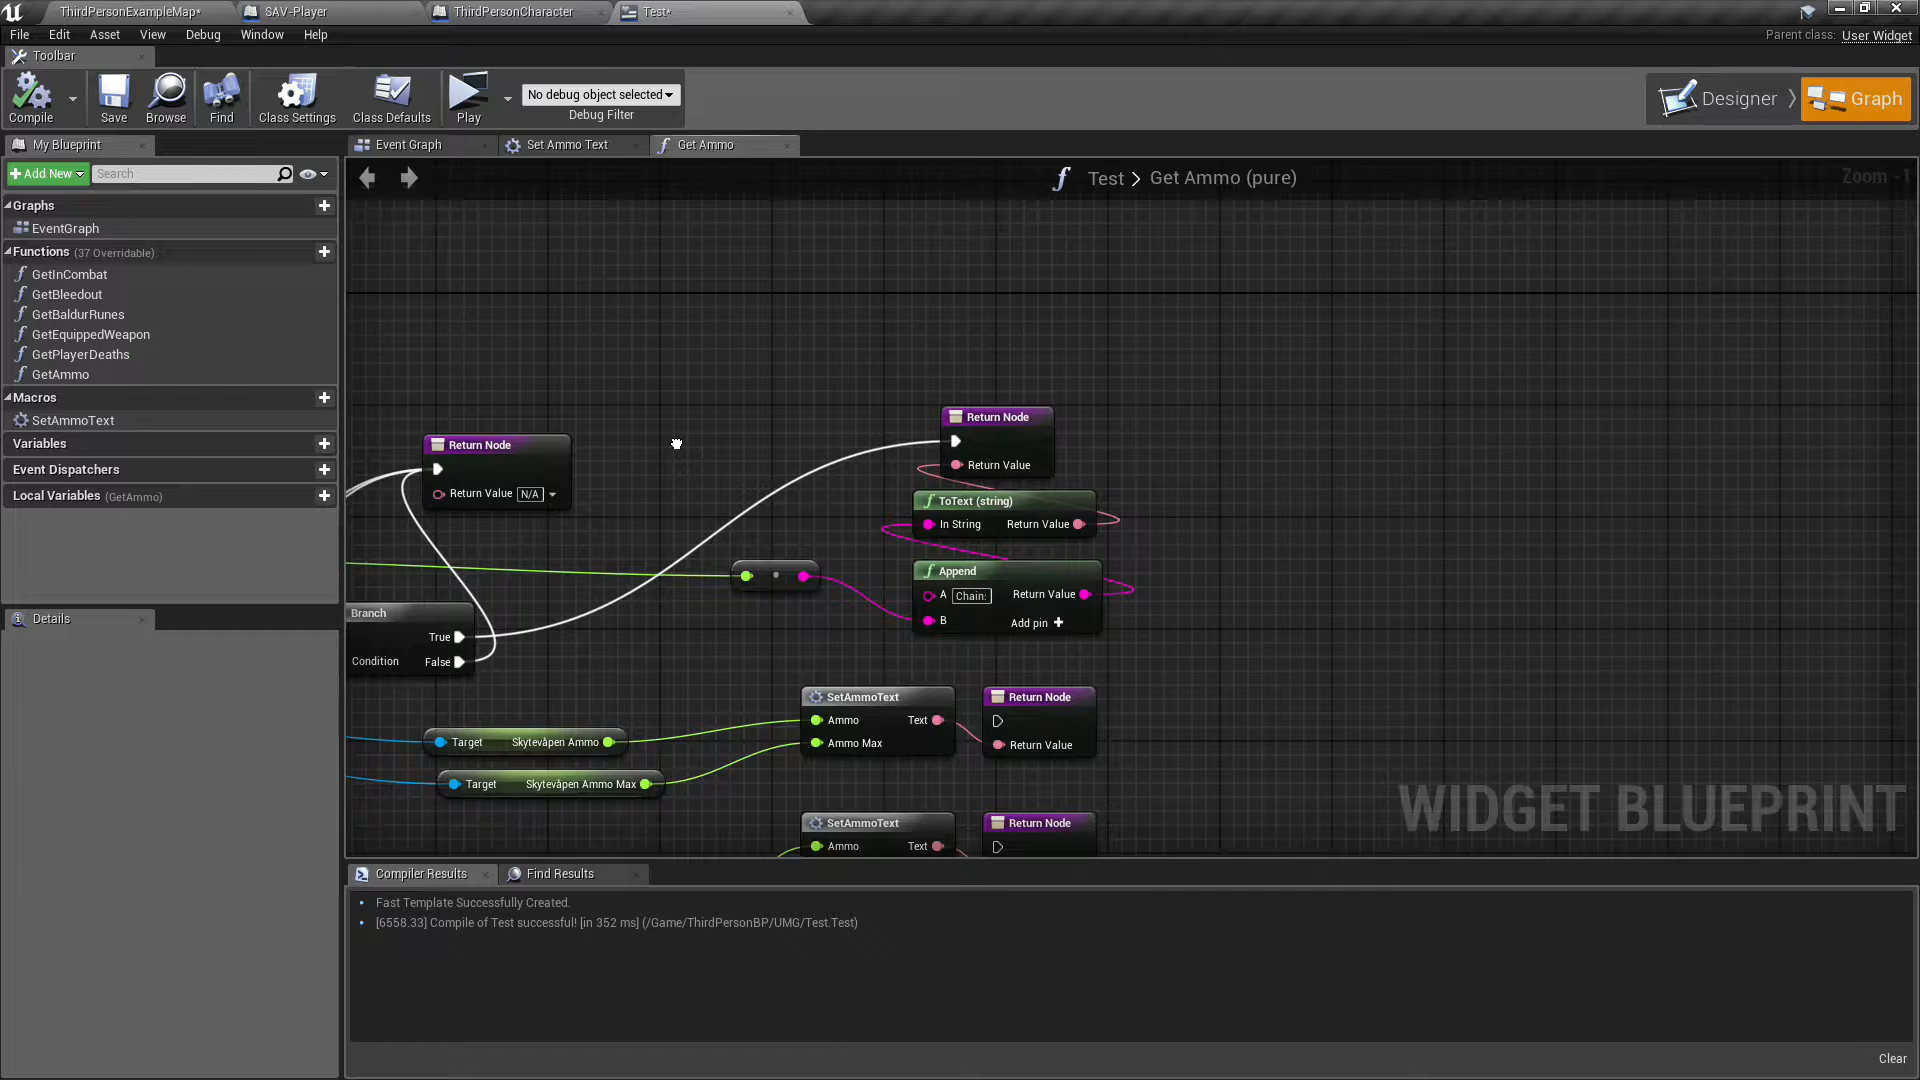 ThirdPersonExampleMap*
SAV-Player
ThirdPersonCharacter
Test*
File Edit Asset View Debug Window Help
Parent class: User Widget
Toolbar
Compile
Save
Browse
Find
Class Settings
Class Defaults
Play
No debug object selected
Debug Filter
Designer
Graph
My Blueprint
Event Graph
Set Ammo Text
Get Ammo
Add New
Search
Test > Get Ammo (pure)
Zoom -1
Graphs
EventGraph
Functions (37 Overridable)
GetInCombat
GetBleedout
GetBaldurRunes
GetEquippedWeapon
GetPlayerDeaths
GetAmmo
Macros
SetAmmoText
Variables
Event Dispatchers
Local Variables (GetAmmo)
Details
Return Node
Return Value N/A
Return Node
Return Value
ToText (string)
In String Return Value
Append
A Chain: Return Value
B Add pin
Branch
True
Condition False
SetAmmoText
Ammo Text
Ammo Max
Return Node
Return Value
Target Skytevåpen Ammo
Target Skytevåpen Ammo Max
SetAmmoText
Ammo Text
Return Node
WIDGET BLUEPRINT
Compiler Results
Find Results
Fast Template Successfully Created.
[6558.33] Compile of Test successful! [in 352 ms] (/Game/ThirdPersonBP/UMG/Test.Test)
Clear